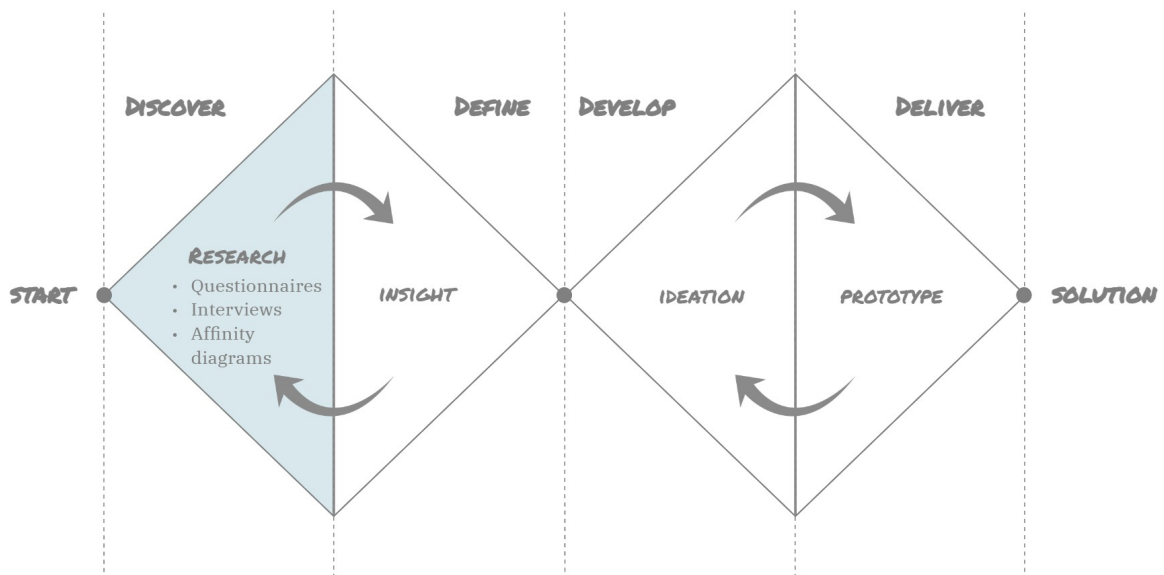 DISCOVER
DEFINE
DEVELOP
DELIVER
RESEARCH
• Questionnaires
• Interviews
• Affinity
diagrams
START
INSIGHT
IDEATION
PROTOTYPE
SOLUTION